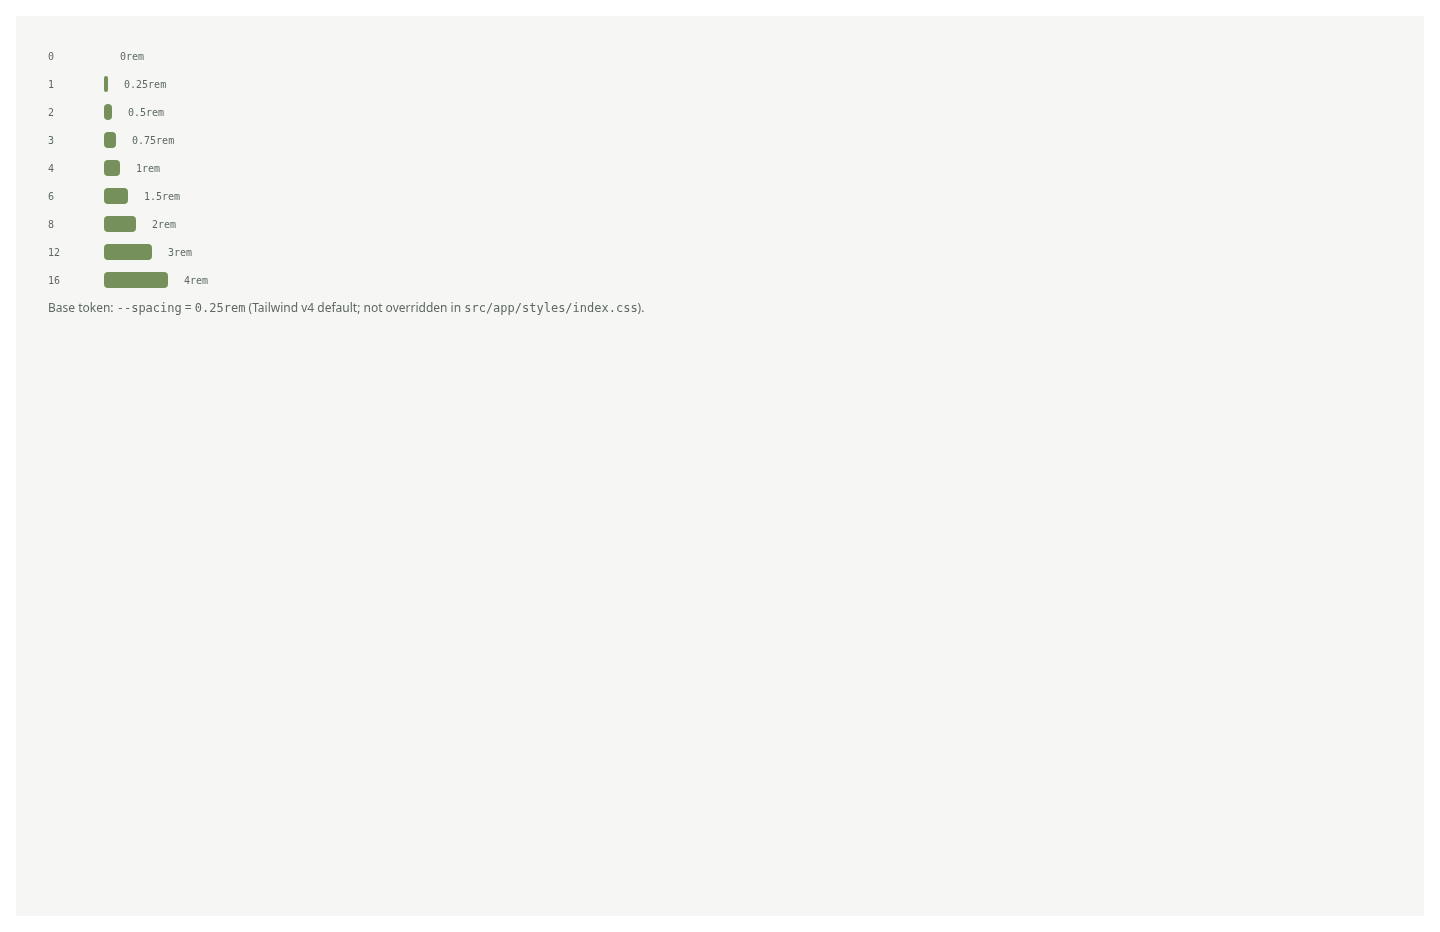 0 0rem
1 0.25rem
2 0.5rem
3 0.75rem
4 1rem
6 1.5rem
8 2rem
12 3rem
16 4rem
Base token: --spacing = 0.25rem (Tailwind v4 default; not overridden in src/app/styles/index.css).